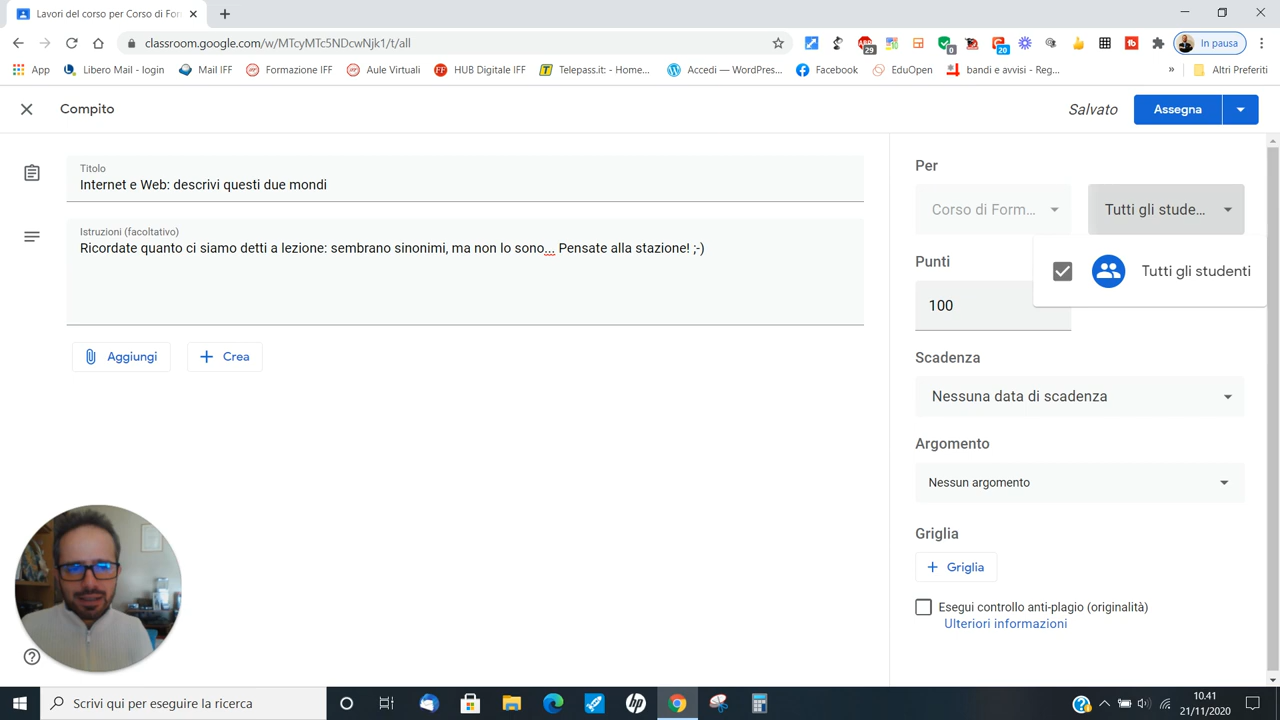 Lavori del corso per Corso di For
classroom.google.com/w/MTcyMTc5NDcwNjk1/t/all
29
0
20
In pausa
App
Libero Mail - login
Mail IFF
Formazione IFF
Aule Virtuali
HUB Digitale IFF
Telepass.it: - Home...
Accedi — WordPres...
Facebook
EduOpen
bandi e avvisi - Reg...
»
Altri Preferiti
Compito
Salvato
Assegna
Titolo
Internet e Web: descrivi questi due mondi
Istruzioni (facoltativo)
Ricordate quanto ci siamo detti a lezione: sembrano sinonimi, ma non lo sono... Pensate alla stazione! ;-)
Aggiungi
Crea
Per
Corso di Form...
Tutti gli stude...
Tutti gli studenti
Punti
100
Scadenza
Nessuna data di scadenza
Argomento
Nessun argomento
Griglia
+ Griglia
Esegui controllo anti-plagio (originalità)
Ulteriori informazioni
Scrivi qui per eseguire la ricerca
10.41
21/11/2020